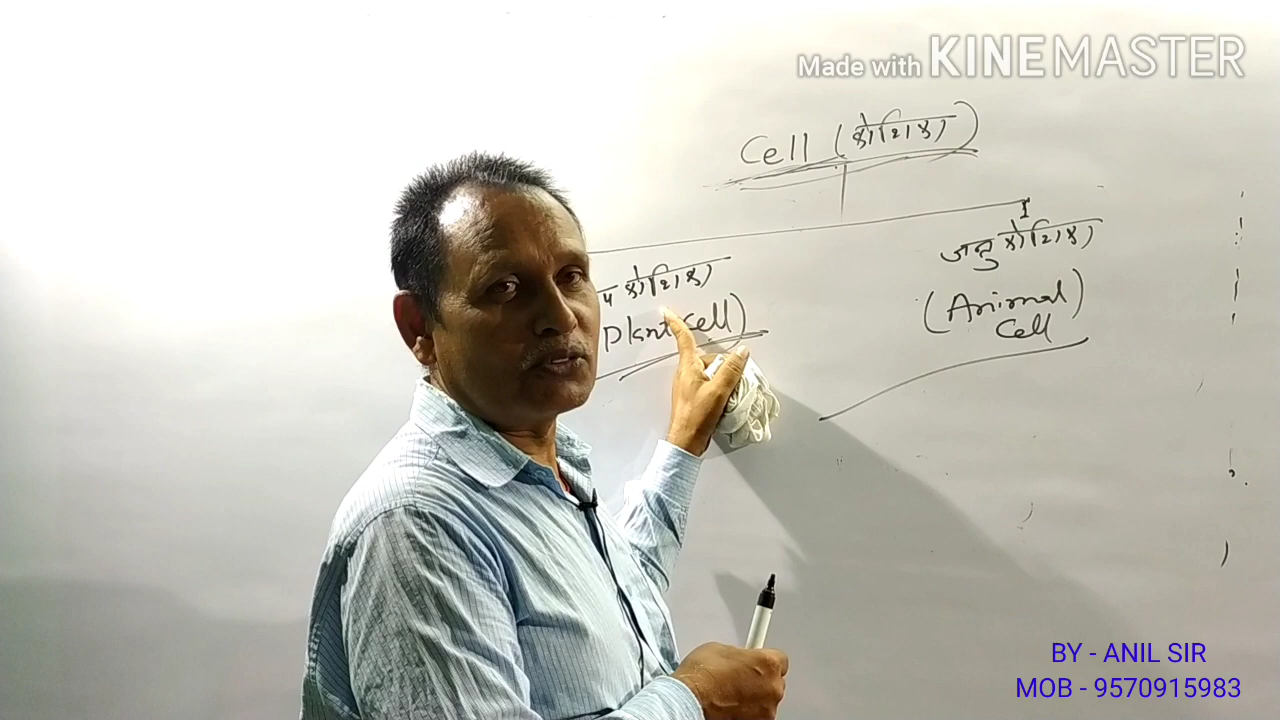 Made with KINEMASTER
Cell (कोशिका)
प कोशिका
Plant Cell)
जन्तु कोशिका
(Animal
Cell)
BY - ANIL SIR
MOB - 9570915983